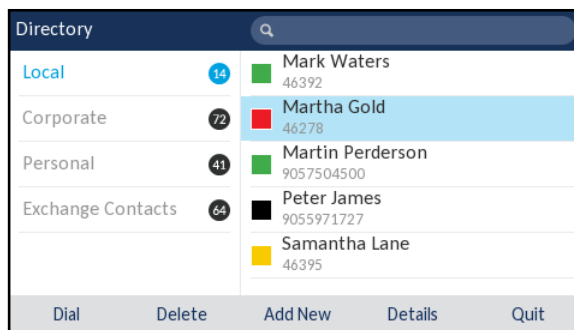 Directory
Local 14
Corporate 72
Personal 41
Exchange Contacts 64
Mark Waters
46392
Martha Gold
46278
Martin Perderson
9057504500
Peter James
9055971727
Samantha Lane
46395
Dial Delete Add New Details Quit